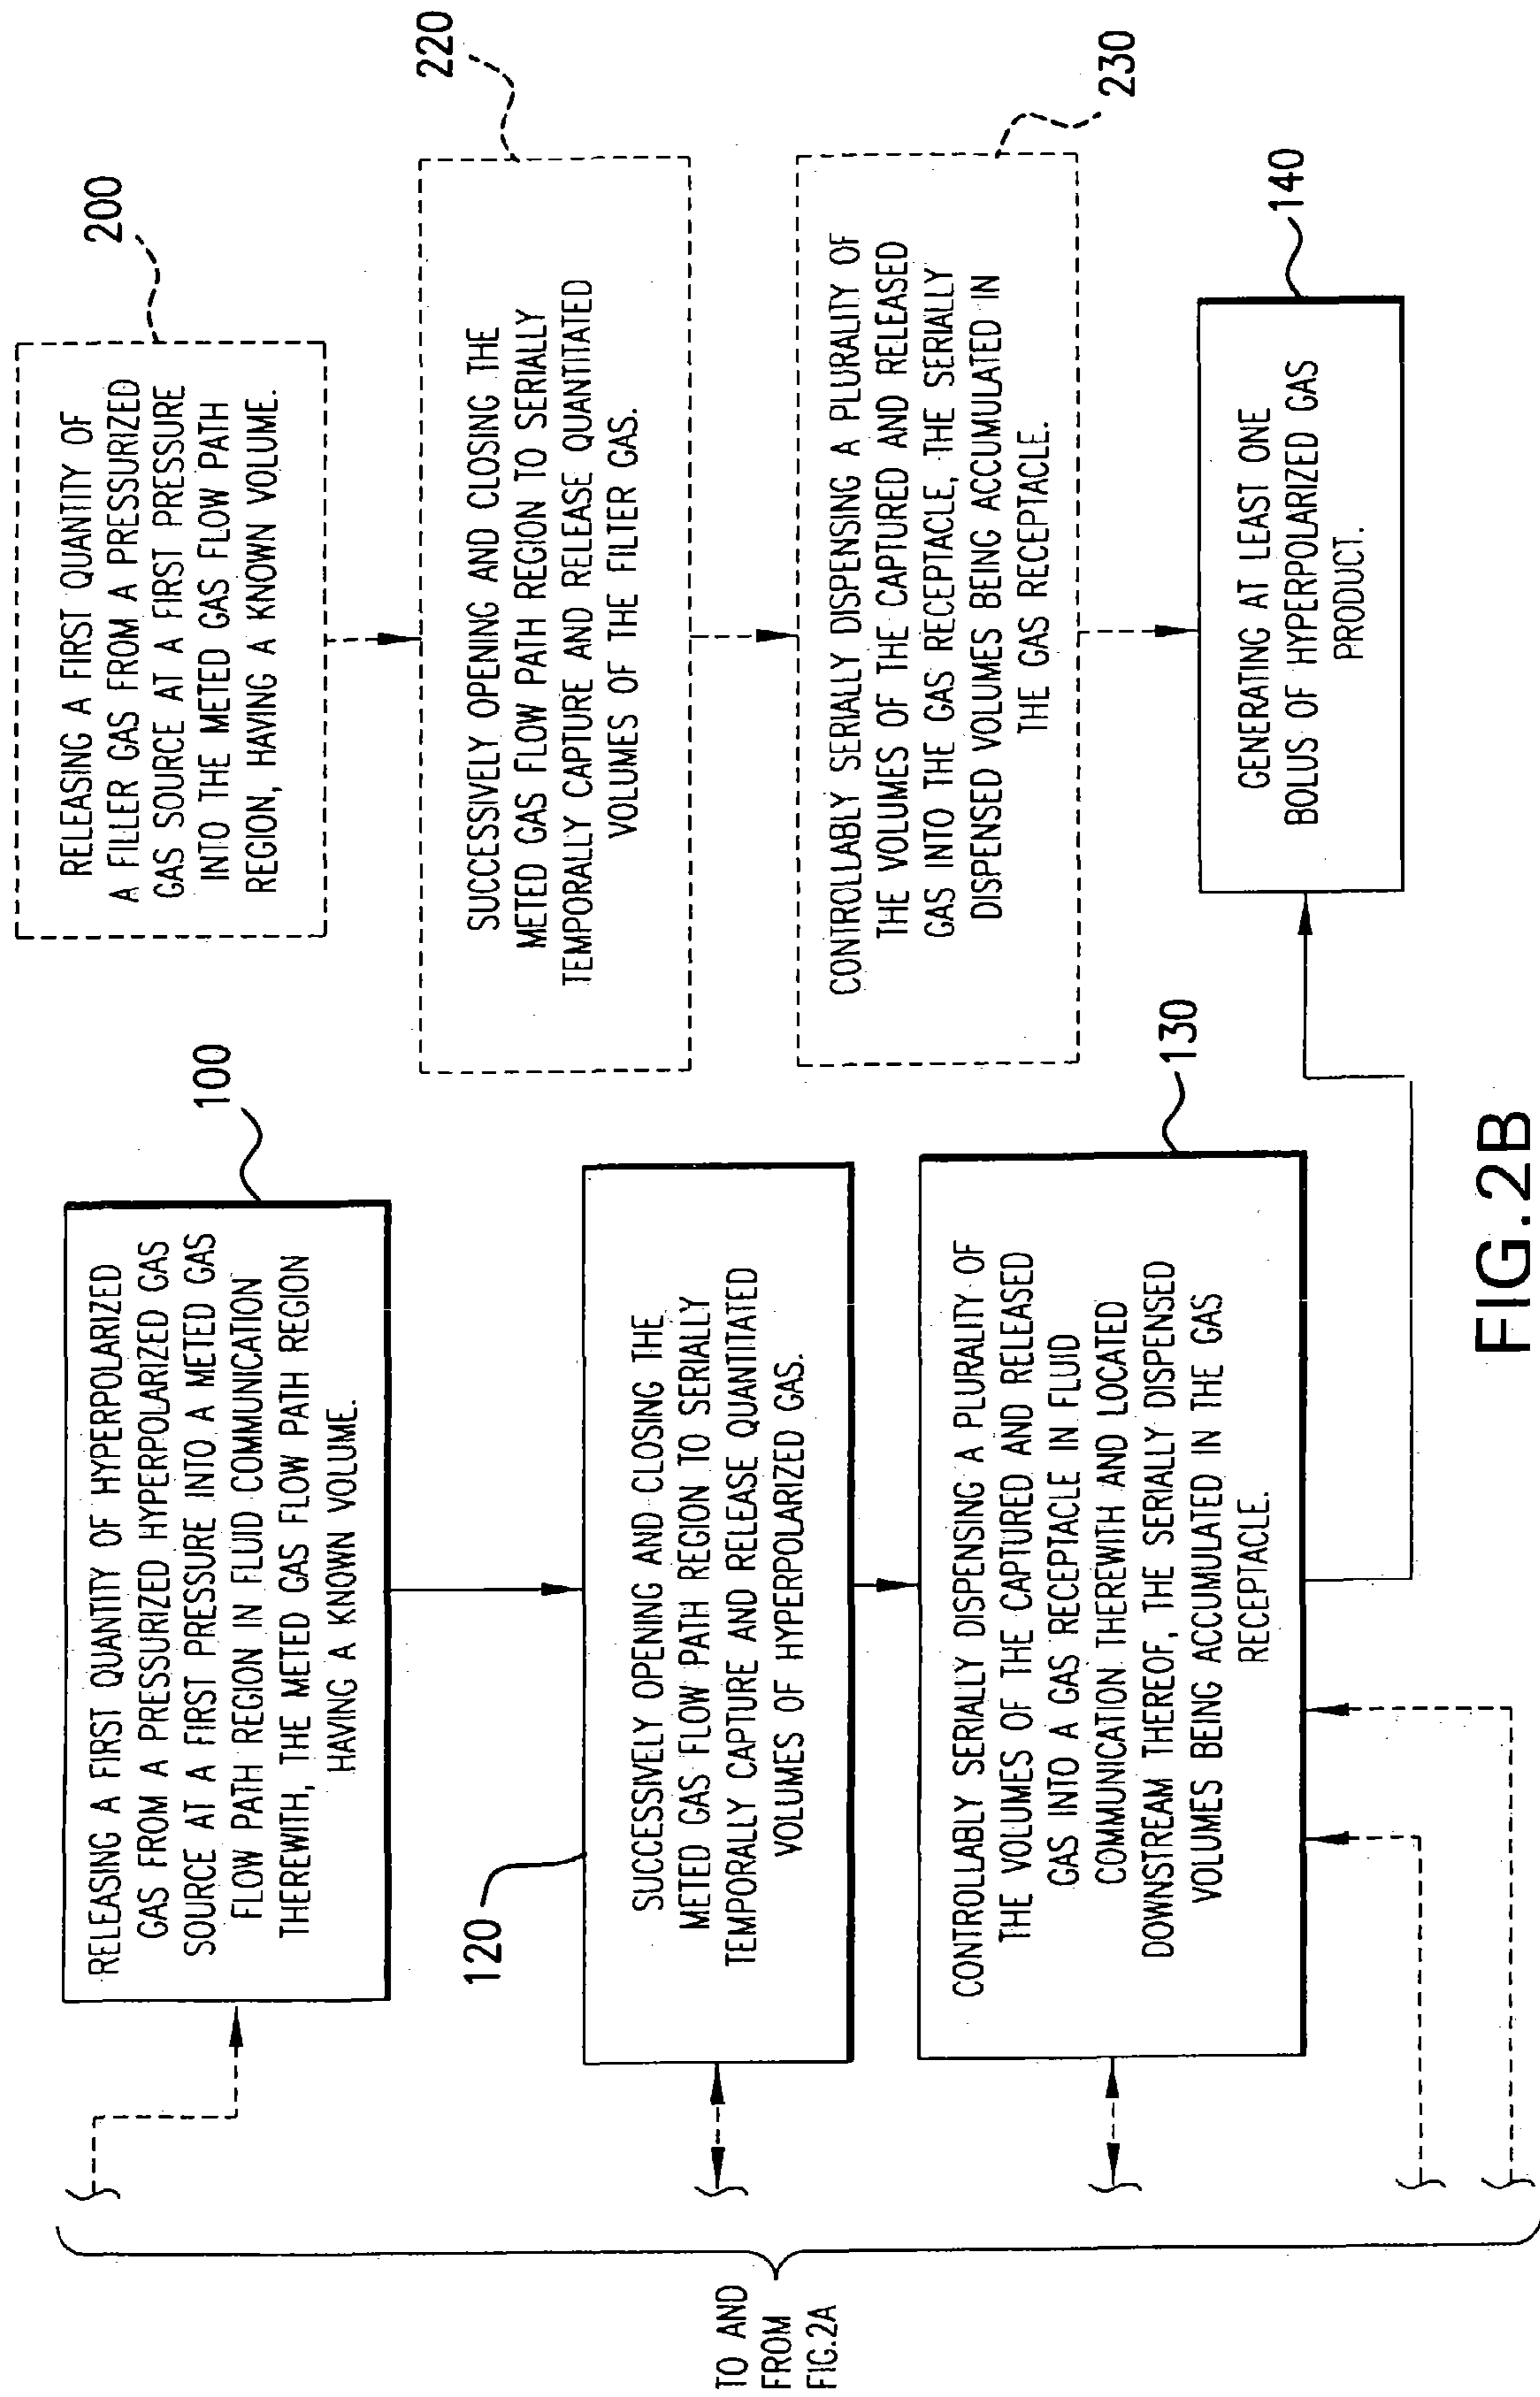 100
RELEASING A FIRST QUANTITY OF HYPERPOLARIZED
GAS FROM A PRESSURIZED HYPERPOLARIZED GAS
SOURCE AT A FIRST PRESSURE INTO A METED GAS
FLOW PATH REGION IN FLUID COMMUNICATION
THEREWITH, THE METED GAS FLOW PATH REGION
HAVING A KNOWN VOLUME.
120
SUCCESSIVELY OPENING AND CLOSING THE
METED GAS FLOW PATH REGION TO SERIALLY
TEMPORALLY CAPTURE AND RELEASE QUANTITATED
VOLUMES OF HYPERPOLARIZED GAS.
130
CONTROLLABLY SERIALLY DISPENSING A PLURALITY OF
THE VOLUMES OF THE CAPTURED AND RELEASED
GAS INTO A GAS RECEPTACLE IN FLUID
COMMUNICATION THEREWITH AND LOCATED
DOWNSTREAM THEREOF, THE SERIALLY DISPENSED
VOLUMES BEING ACCUMULATED IN THE GAS
RECEPTACLE.
200
RELEASING A FIRST QUANTITY OF
A FILLER GAS FROM A PRESSURIZED
GAS SOURCE AT A FIRST PRESSURE
INTO THE METED GAS FLOW PATH
REGION, HAVING A KNOWN VOLUME.
220
SUCCESSIVELY OPENING AND CLOSING THE
METED GAS FLOW PATH REGION TO SERIALLY
TEMPORALLY CAPTURE AND RELEASE QUANTITATED
VOLUMES OF THE FILTER GAS.
230
CONTROLLABLY SERIALLY DISPENSING A PLURALITY OF
THE VOLUMES OF THE CAPTURED AND RELEASED
GAS INTO THE GAS RECEPTACLE, THE SERIALLY
DISPENSED VOLUMES BEING ACCUMULATED IN
THE GAS RECEPTACLE.
140
GENERATING AT LEAST ONE
BOLUS OF HYPERPOLARIZED GAS
PRODUCT.
TO AND
FROM
FIG.2A
FIG.2B